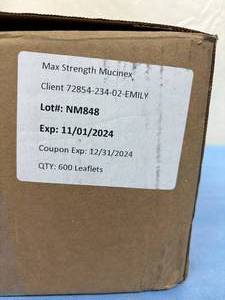 Max Strength Mucinex
Client 72854-234-02-EMILY
Lot#: NM848
Exp: 11/01/2024
Coupon Exp: 12/31/2024
QTY: 600 Leaflets